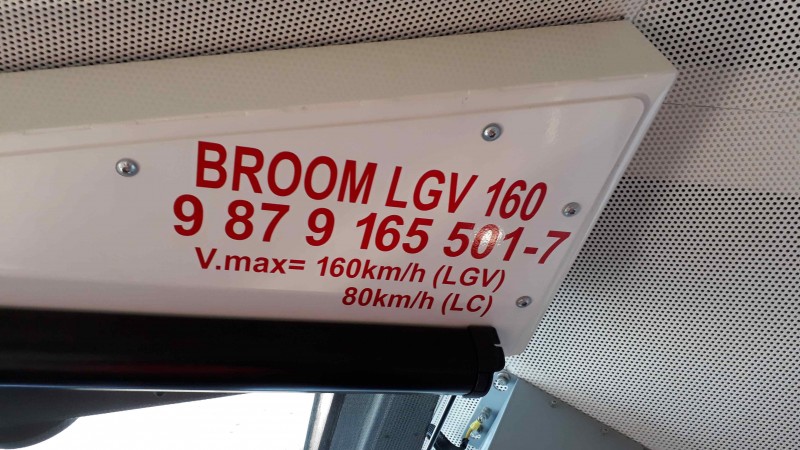 BROOM LGV 160
9 87 9 165 501-7
V.max= 160km/h (LGV)
80km/h (LC)